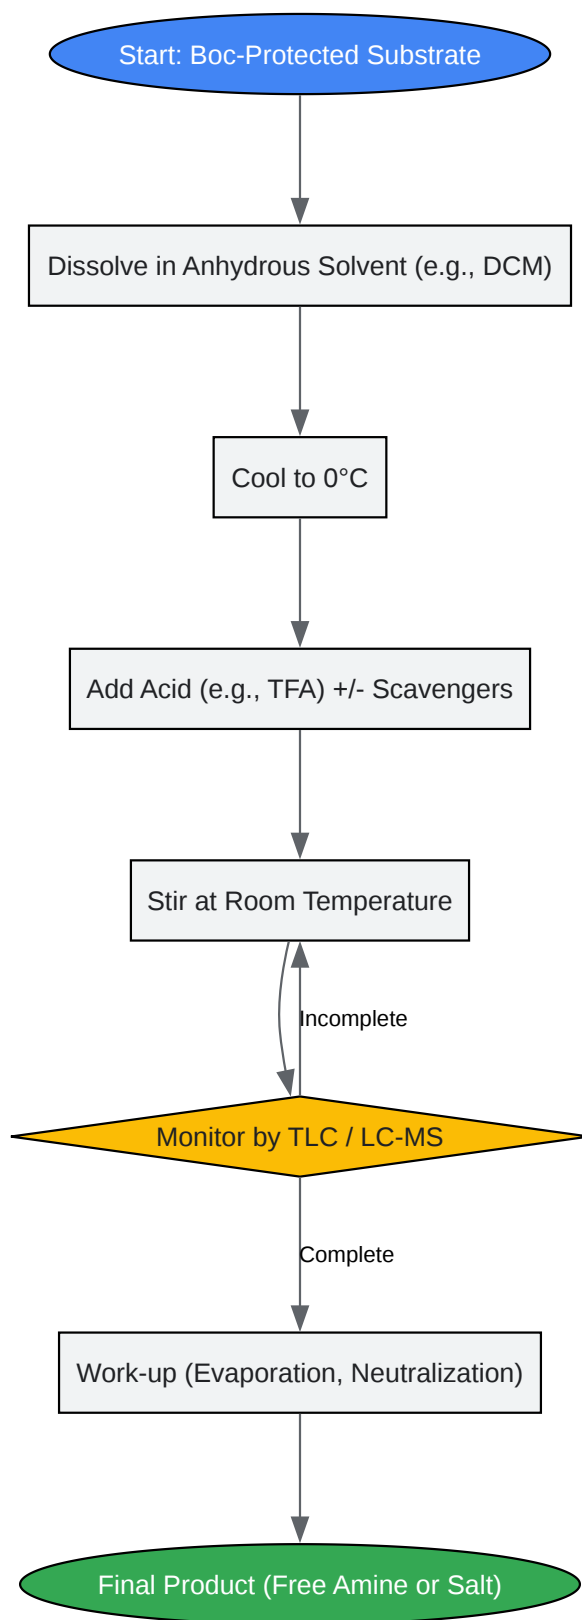 Start: Boc-Protected Substrate
Dissolve in Anhydrous Solvent (e.g., DCM)
Cool to 0°C
Add Acid (e.g., TFA) +/- Scavengers
Stir at Room Temperature
Incomplete
Monitor by TLC / LC-MS
Complete
Work-up (Evaporation, Neutralization)
Final Product (Free Amine or Salt)